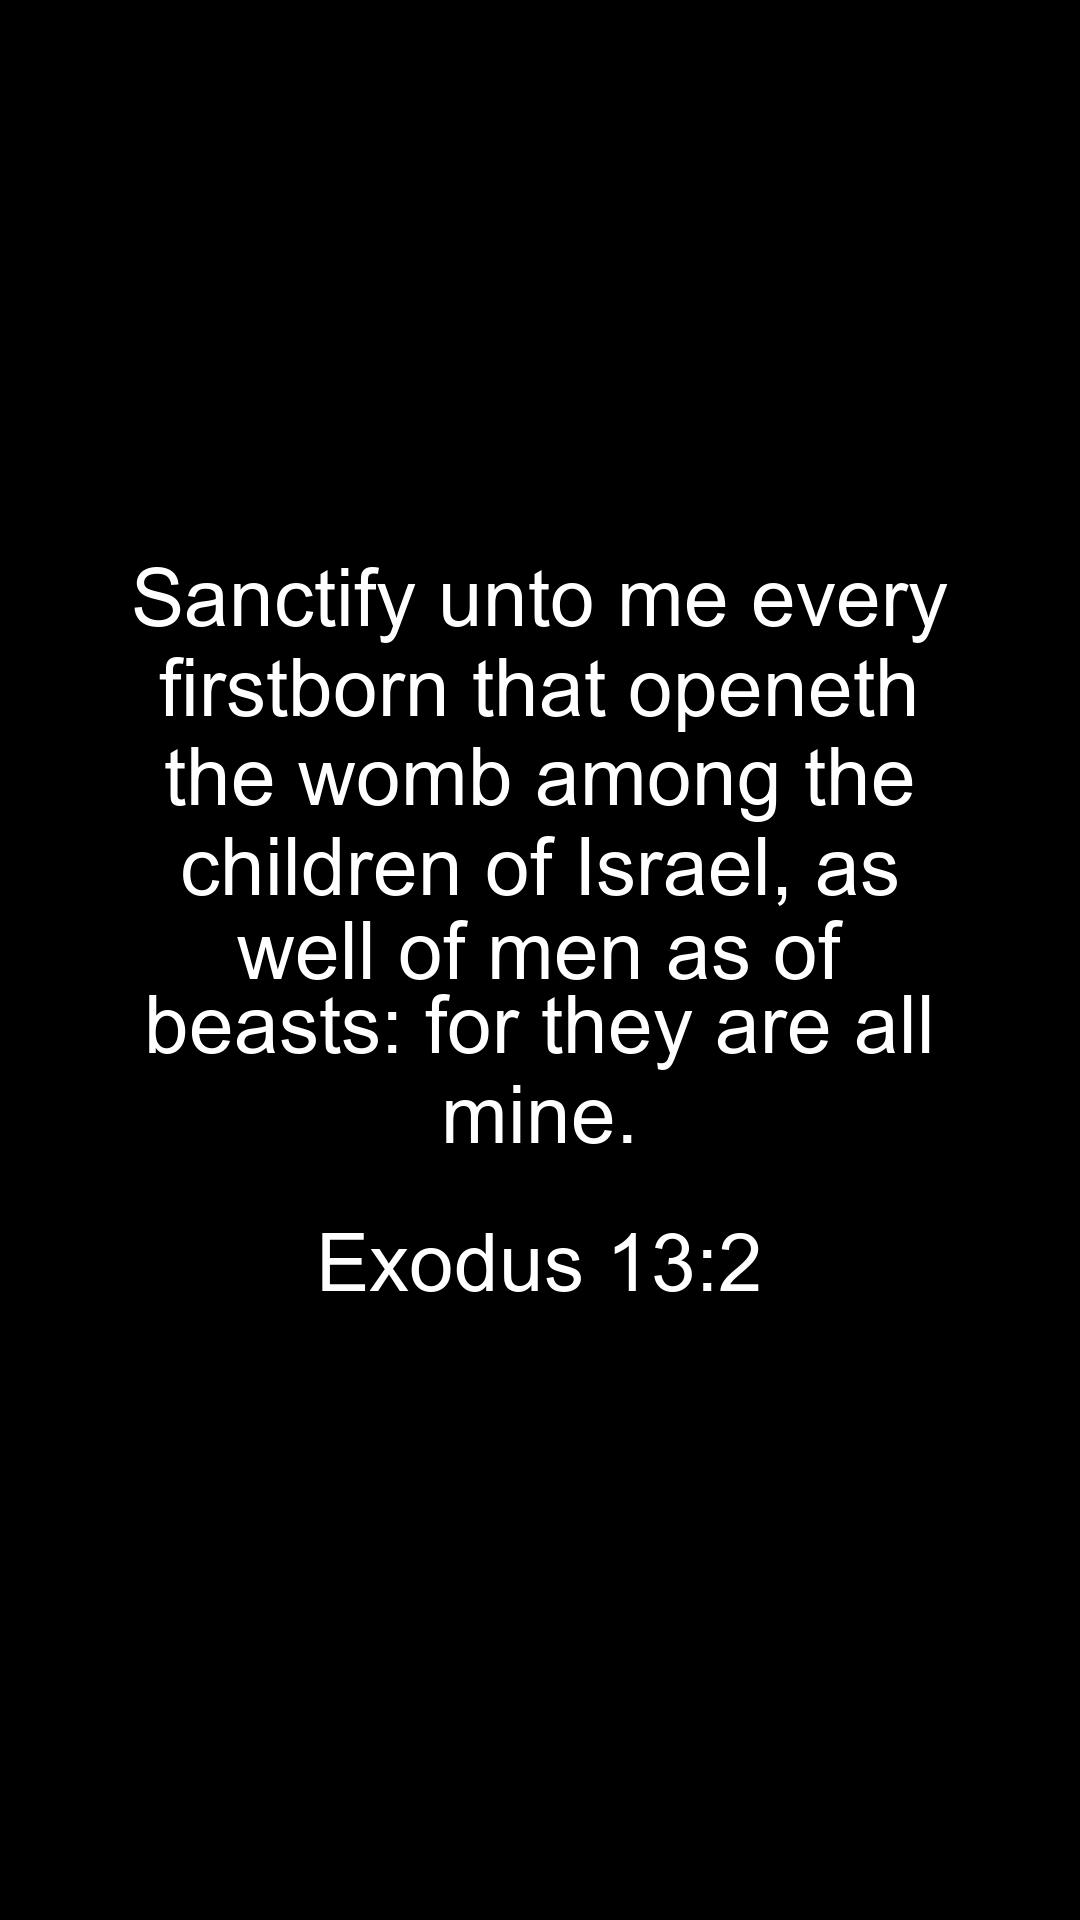 Sanctify unto me every
firstborn that openeth
the womb among the
children of Israel, as
well of men as of
beasts: for they are all
mine.
Exodus 13:2